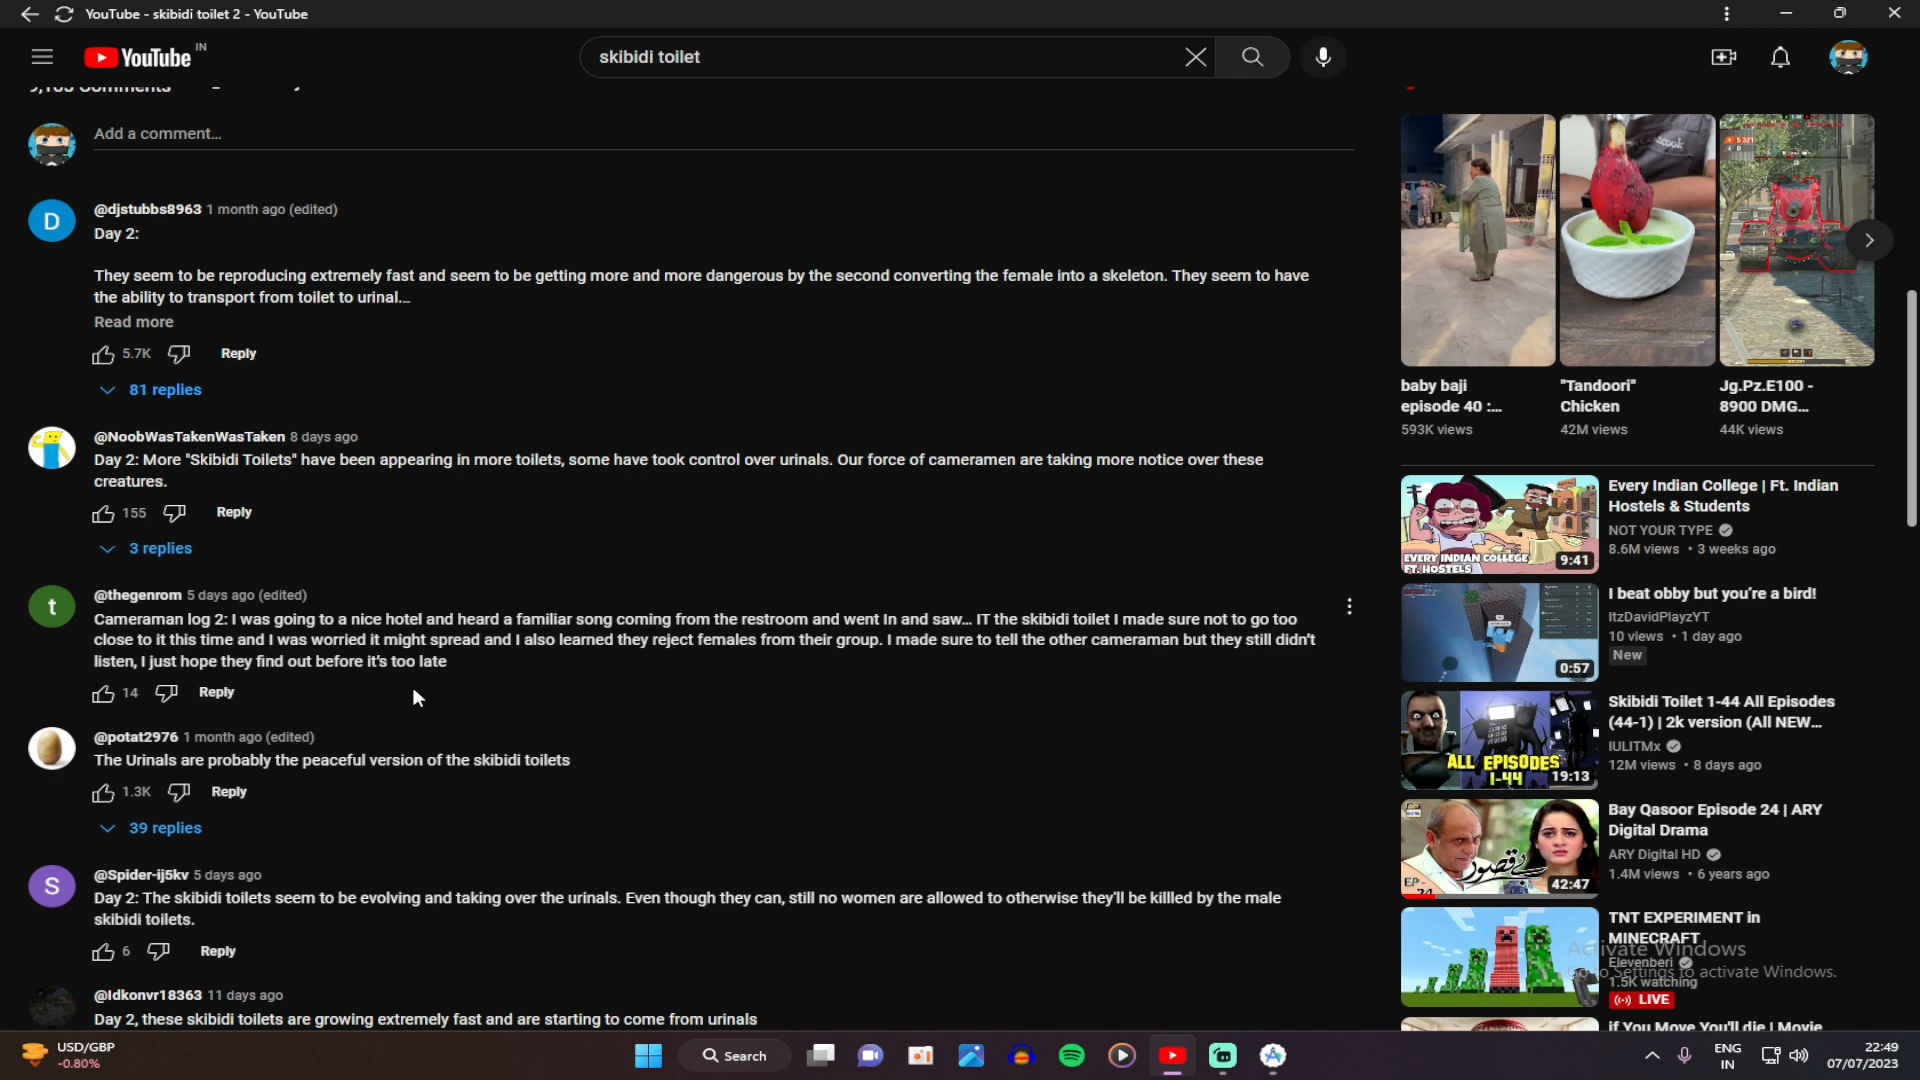 YouTube - skibidi toilet 2 - YouTube
YouTube IN
skibidi toilet
Add a comment...
@djstubbs8963 1 month ago (edited)
Day 2:
They seem to be reproducing extremely fast and seem to be getting more and more dangerous by the second converting the female into a skeleton. They seem to have
the ability to transport from toilet to urinal...
Read more
5.7K Reply
81 replies
@NoobWasTakenWasTaken 8 days ago
Day 2: More "Skibidi Toilets" have been appearing in more toilets, some have took control over urinals. Our force of cameramen are taking more notice over these
creatures.
155 Reply
3 replies
@thegenrom 5 days ago (edited)
Cameraman log 2: I was going to a nice hotel and heard a familiar song coming from the restroom and went In and saw... IT the skibidi toilet I made sure not to go too
close to it this time and I was worried it might spread and I also learned they reject females from their group. I made sure to tell the other cameraman but they still didn't
listen, I just hope they find out before it's too late
14 Reply
@potat2976 1 month ago (edited)
The Urinals are probably the peaceful version of the skibidi toilets
1.3K Reply
39 replies
@Spider-ij5kv 5 days ago
Day 2: The skibidi toilets seem to be evolving and taking over the urinals. Even though they can, still no women are allowed to otherwise they'll be killled by the male
skibidi toilets.
6 Reply
@Idkonvr18363 11 days ago
Day 2, these skibidi toilets are growing extremely fast and are starting to come from urinals
baby baji
episode 40 :...
593K views
"Tandoori"
Chicken
42M views
Jg.Pz.E100 -
8900 DMG...
44K views
EVERY INDIAN COLLEGE
FT. HOSTELS
9:41
Every Indian College | Ft. Indian
Hostels & Students
NOT YOUR TYPE
8.6M views • 3 weeks ago
0:57
I beat obby but you're a bird!
ItzDavidPlayzYT
10 views • 1 day ago
New
ALL EPISODES
1-44
19:13
Skibidi Toilet 1-44 All Episodes
(44-1) | 2k version (All NEW...
IULITMx
12M views • 8 days ago
بے قصور
EP-
24
42:47
Bay Qasoor Episode 24 | ARY
Digital Drama
ARY Digital HD
1.4M views • 6 years ago
TNT EXPERIMENT in
MINECRAFT
Elevenberi
1.5K watching
LIVE
Activate Windows
Go to Settings to activate Windows.
if You Move You'll die | Movie
USD/GBP
-0.80%
Search
ENG
IN
22:49
07/07/2023